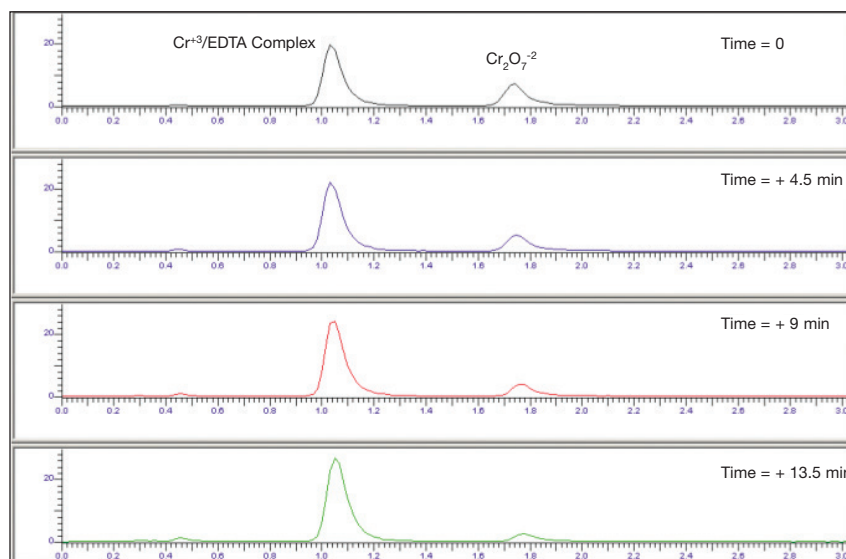 Cr⁺³/EDTA Complex
Cr₂O₇⁻²
Time = 0
20
0
0.0 0.2 0.4 0.6 0.8 1.0 1.2 1.4 1.6 1.8 2.0 2.2 2.4 2.6 2.8 3.0
Time = + 4.5 min
20
0
0.0 0.2 0.4 0.6 0.8 1.0 1.2 1.4 1.6 1.8 2.0 2.2 2.4 2.6 2.8 3.0
Time = + 9 min
20
0
0.0 0.2 0.4 0.6 0.8 1.0 1.2 1.4 1.6 1.8 2.0 2.2 2.4 2.6 2.8 3.0
Time = + 13.5 min
20
0
0.0 0.2 0.4 0.6 0.8 1.0 1.2 1.4 1.6 1.8 2.0 2.2 2.4 2.6 2.8 3.0